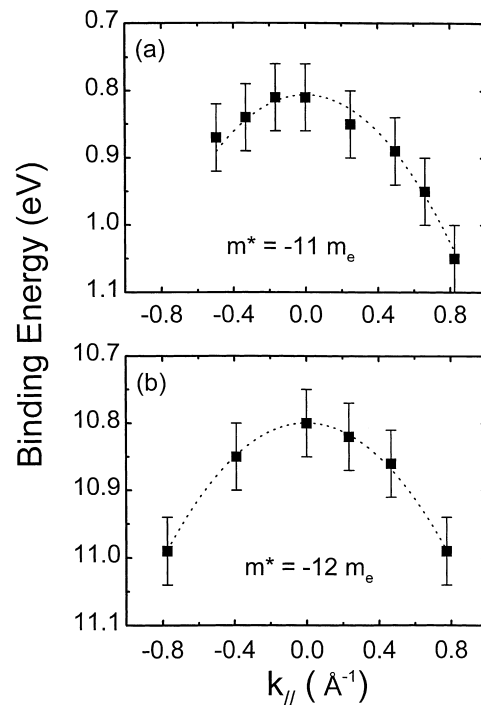 0.7
(a)
0.8
0.9
1.0
m* = -11 mₑ
1.1
-0.8 -0.4 0.0 0.4 0.8
Binding Energy (eV)
10.7
(b)
10.8
10.9
11.0
m* = -12 mₑ
11.1
-0.8 -0.4 0.0 0.4 0.8
k// ( Å⁻¹)